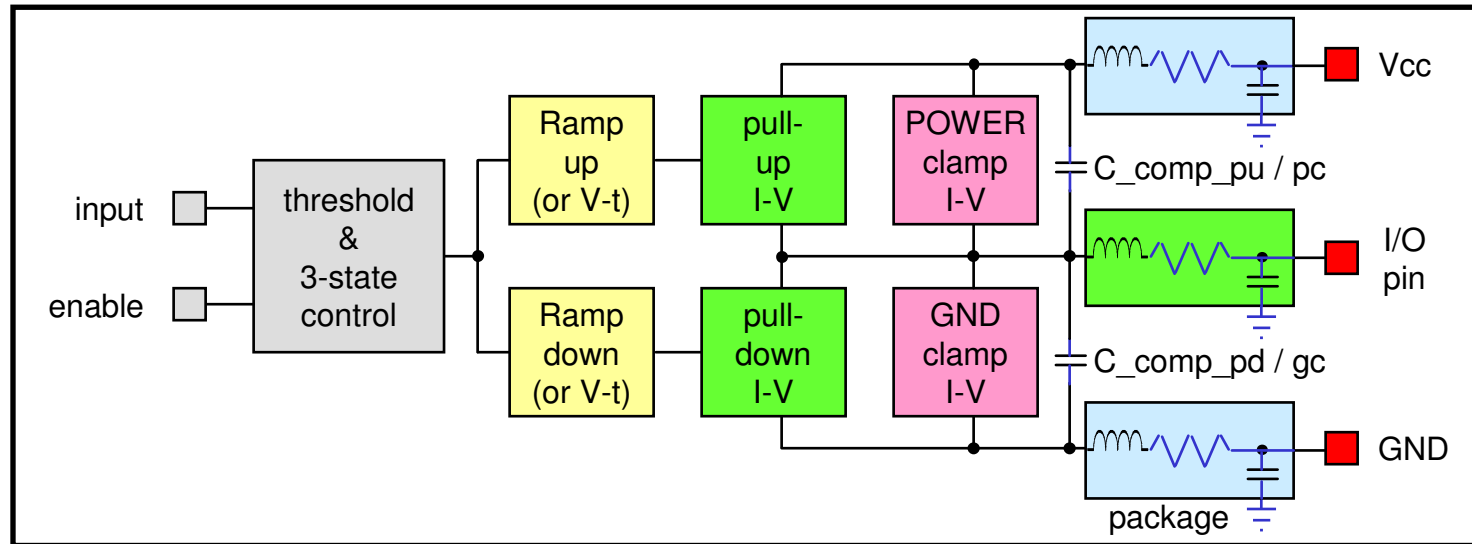 input
enable
threshold
&
3-state
control
Ramp
up
(or V-t)
Ramp
down
(or V-t)
pull-
up
I-V
pull-
down
I-V
POWER
clamp
I-V
GND
clamp
I-V
C_comp_pu / pc
C_comp_pd / gc
Vcc
I/O
pin
GND
package